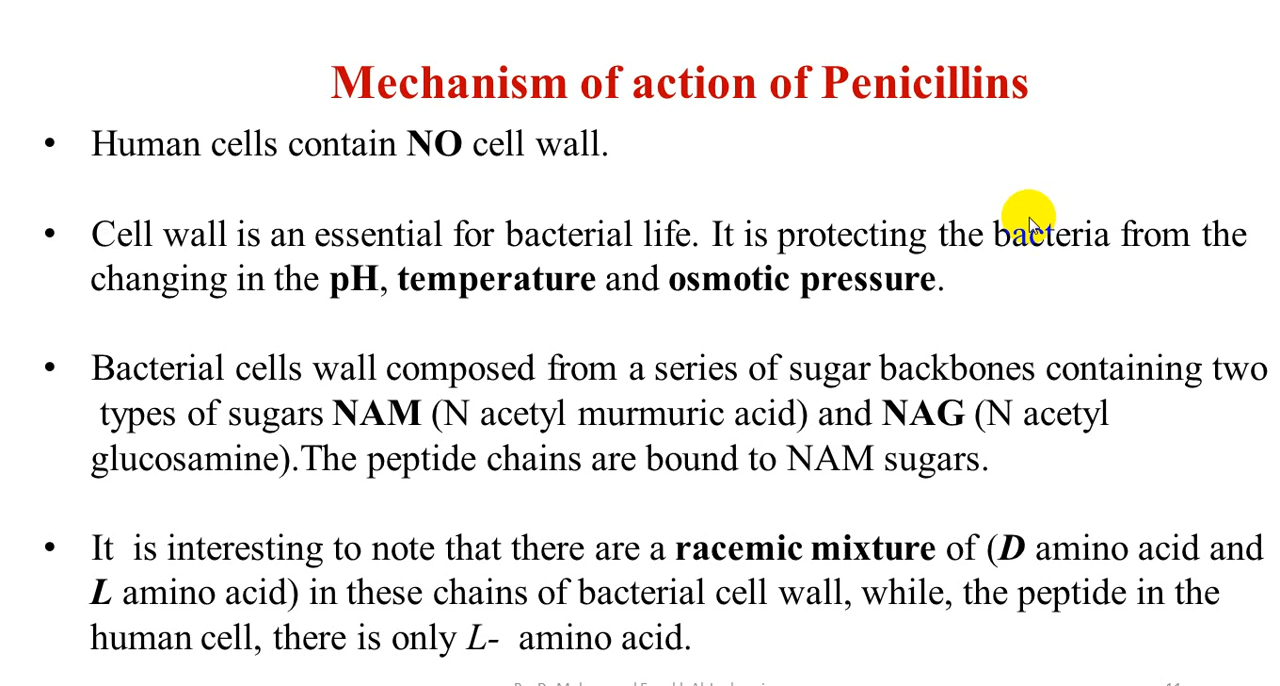 Mechanism of action of Penicillins
• Human cells contain NO cell wall.
• Cell wall is an essential for bacterial life. It is protecting the bacteria from the
changing in the pH, temperature and osmotic pressure.
• Bacterial cells wall composed from a series of sugar backbones containing two
types of sugars NAM (N acetyl murmuric acid) and NAG (N acetyl
glucosamine).The peptide chains are bound to NAM sugars.
• It is interesting to note that there are a racemic mixture of (D amino acid and
L amino acid) in these chains of bacterial cell wall, while, the peptide in the
human cell, there is only L- amino acid.